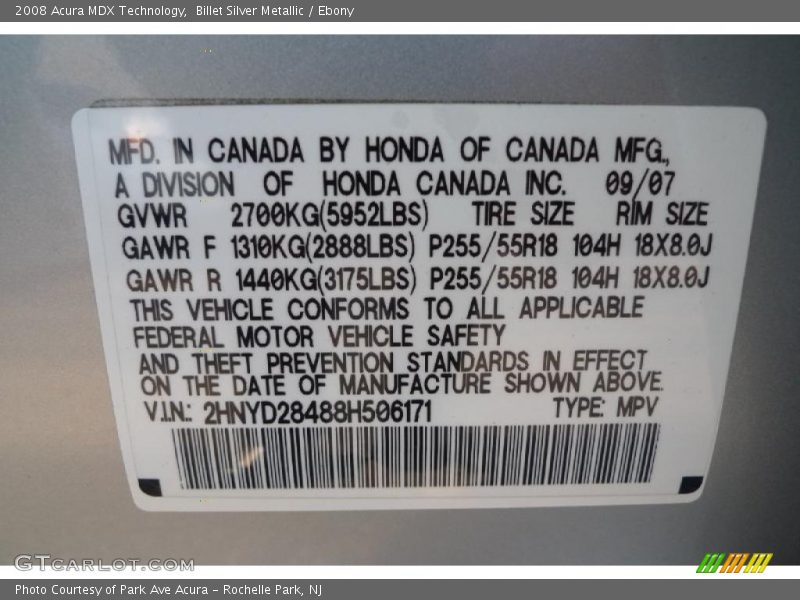 2008 Acura MDX Technology,  Billet Silver Metallic / Ebony
MFD. IN CANADA BY HONDA OF CANADA MFG.,
A DIVISION OF HONDA CANADA INC. 09/07
GVWR 2700KG(5952LBS) TIRE SIZE RIM SIZE
GAWR F 1310KG(2888LBS) P255/55R18 104H 18X8.0J
GAWR R 1440KG(3175LBS) P255/55R18 104H 18X8.0J
THIS VEHICLE CONFORMS TO ALL APPLICABLE
FEDERAL MOTOR VEHICLE SAFETY
AND THEFT PREVENTION STANDARDS IN EFFECT
ON THE DATE OF MANUFACTURE SHOWN ABOVE.
V.I.N.: 2HNYD28488H506171 TYPE: MPV
GTCARLOT.COM
Photo Courtesy of Park Ave Acura - Rochelle Park, NJ